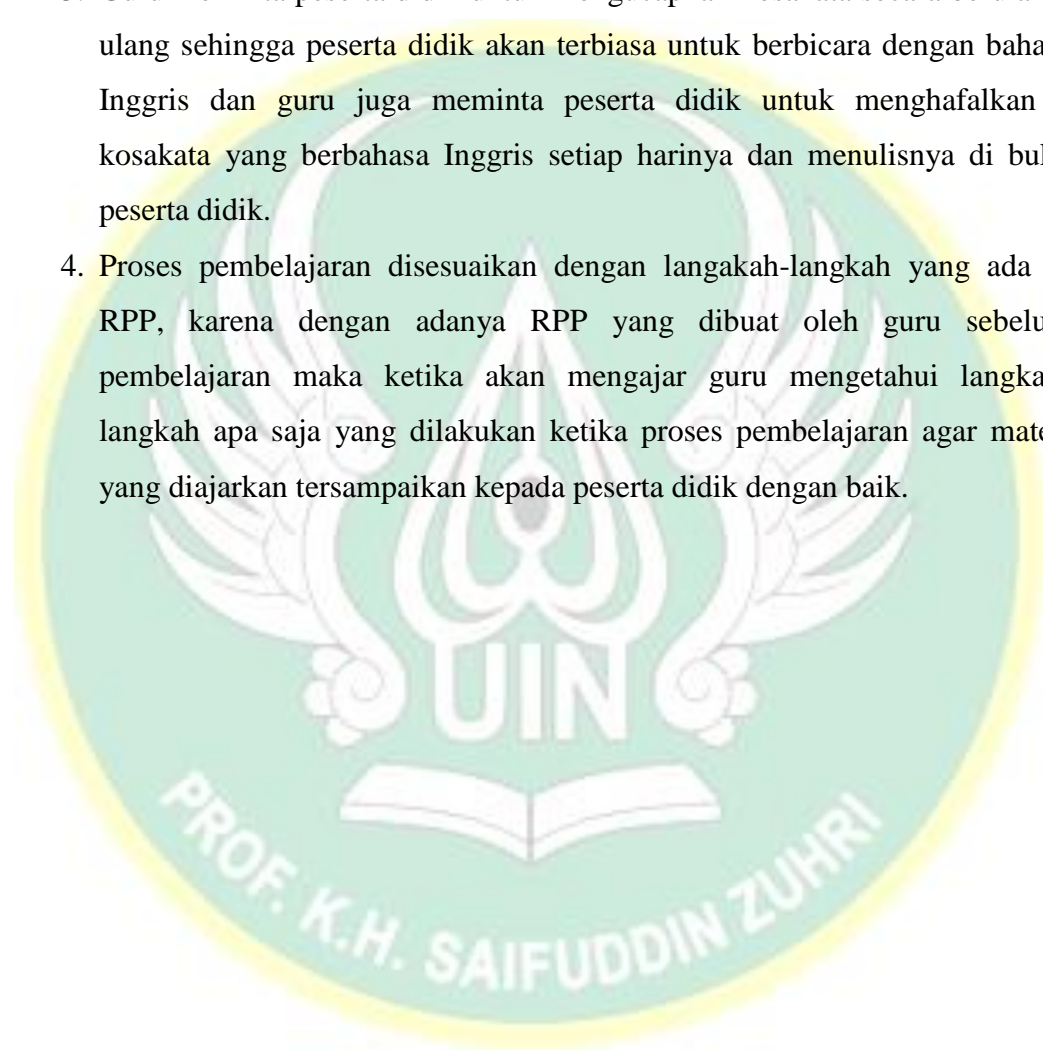 ulang sehingga peserta didik akan terbiasa untuk berbicara dengan baha
Inggris dan guru juga meminta peserta didik untuk menghafalkan
kosakata yang berbahasa Inggris setiap harinya dan menulisnya di bu
peserta didik.
4. Proses pembelajaran disesuaikan dengan langakah-langkah yang ada
RPP, karena dengan adanya RPP yang dibuat oleh guru sebelu
pembelajaran maka ketika akan mengajar guru mengetahui langka
langkah apa saja yang dilakukan ketika proses pembelajaran agar mate
yang diajarkan tersampaikan kepada peserta didik dengan baik.
UIN
PROF. K.H. SAIFUDDIN ZUHRI